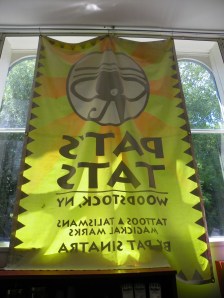 PAT'S
TATS
WOODSTOCK, NY
TATTOOS & TALISMANS
MAGICKAL MARKS
BY PAT SINATRA